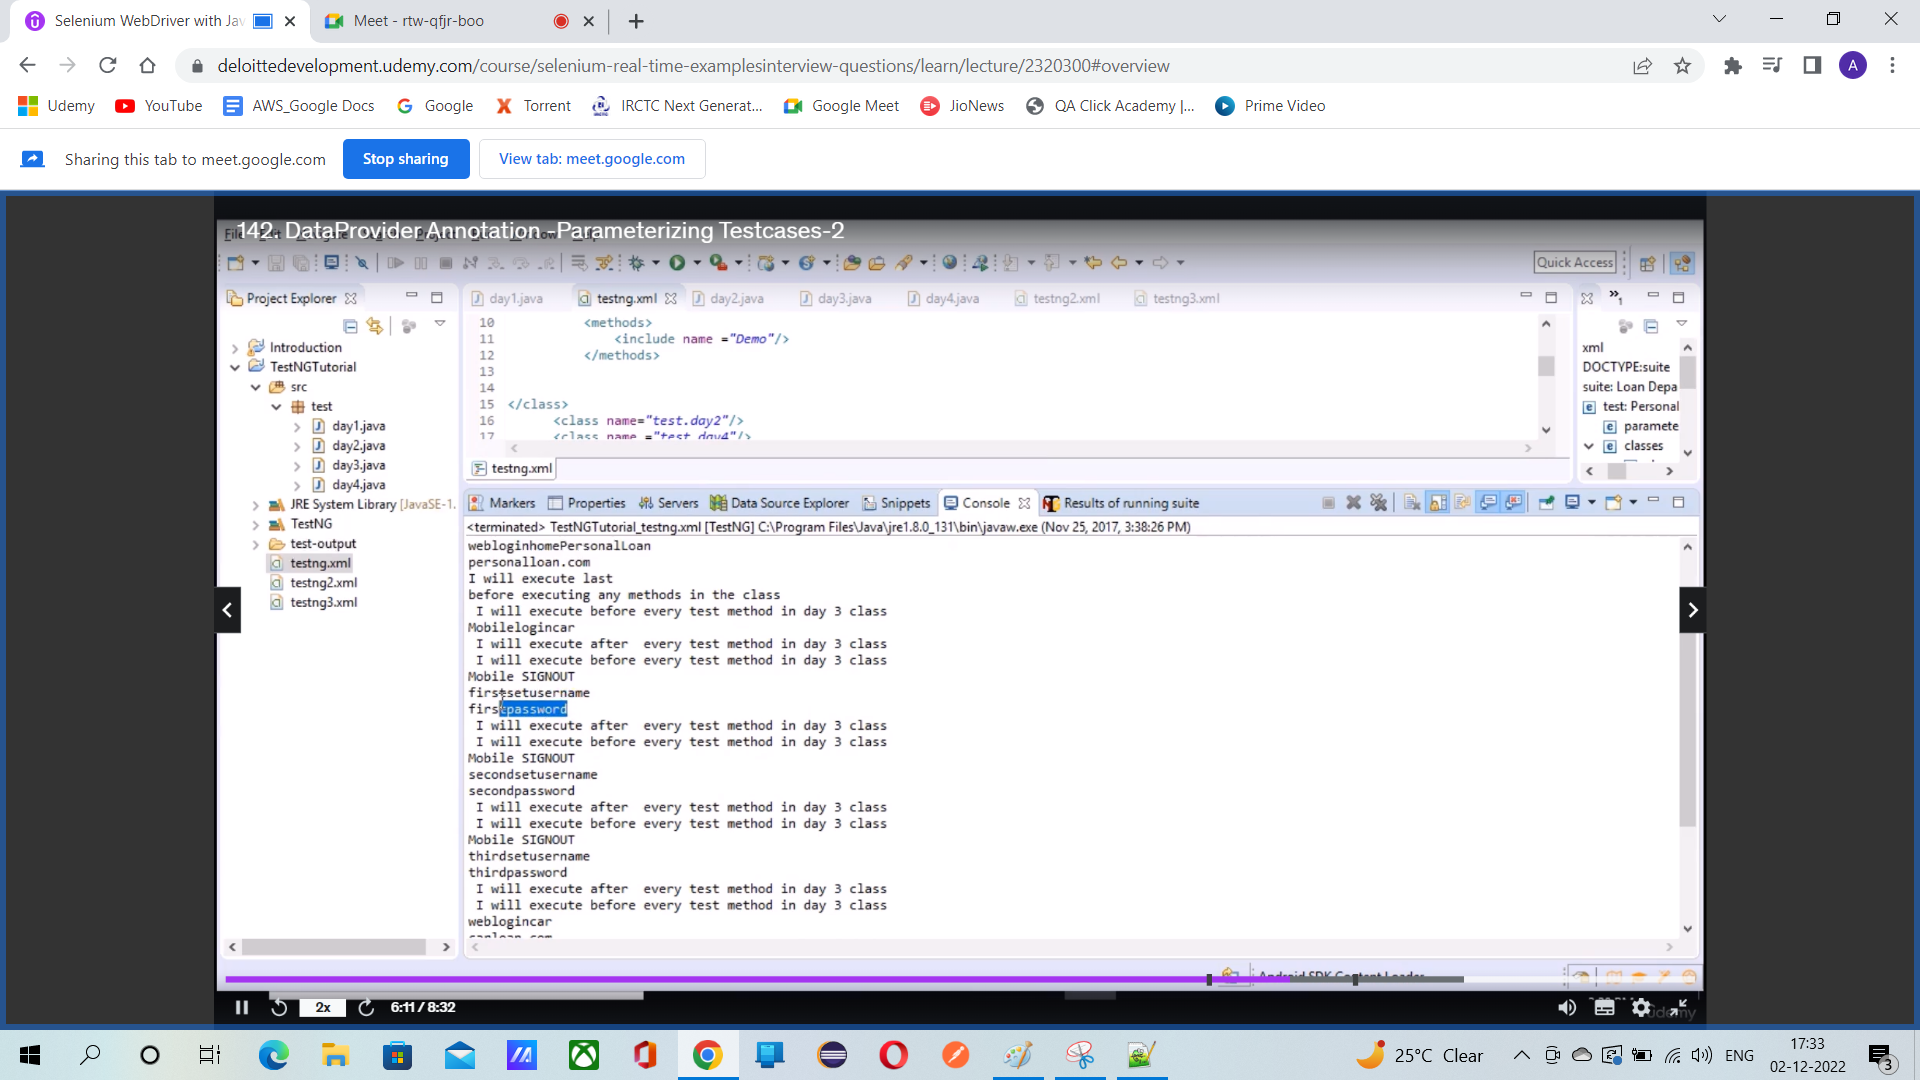 Selenium WebDriver with Jav
Meet - rtw-qfjr-boo
deloittedevelopment.udemy.com/course/selenium-real-time-examplesinterview-questions/learn/lecture/2320300#overview
A
Udemy YouTube AWS_Google Docs Google Torrent IRCTC Next Generat... Google Meet JioNews QA Click Academy |... Prime Video
Sharing this tab to meet.google.com Stop sharing View tab: meet.google.com
142. DataProvider Annotation -Parameterizing Testcases-2
Quick Access
Project Explorer
day1.java testng.xml day2.java day3.java day4.java testng2.xml testng3.xml
Introduction
TestNGTutorial
src
test
day1.java
day2.java
day3.java
day4.java
JRE System Library [JavaSE-1.
TestNG
test-output
testng.xml
testng2.xml
testng3.xml
10 <methods>
11 <include name ="Demo"/>
12 </methods>
13
14
15 </class>
16 <class name="test.day2"/>
17 <class name ="test.day4"/>
testng.xml
xml
DOCTYPE:suite
suite: Loan Depa
test: Personal
paramete
classes
Markers Properties Servers Data Source Explorer Snippets Console Results of running suite
<terminated> TestNGTutorial_testng.xml [TestNG] C:\Program Files\Java\jre1.8.0_131\bin\javaw.exe (Nov 25, 2017, 3:38:26 PM)
webloginhomePersonalLoan
personalloan.com
I will execute last
before executing any methods in the class
I will execute before every test method in day 3 class
Mobilelogincar
I will execute after every test method in day 3 class
I will execute before every test method in day 3 class
Mobile SIGNOUT
firstsetusername
firstpassword
I will execute after every test method in day 3 class
I will execute before every test method in day 3 class
Mobile SIGNOUT
secondsetusername
secondpassword
I will execute after every test method in day 3 class
I will execute before every test method in day 3 class
Mobile SIGNOUT
thirdsetusername
thirdpassword
I will execute after every test method in day 3 class
I will execute before every test method in day 3 class
weblogincar
Android SDK Content Loader
2x 6:11 / 8:32
25°C Clear
ENG
17:33
02-12-2022
3